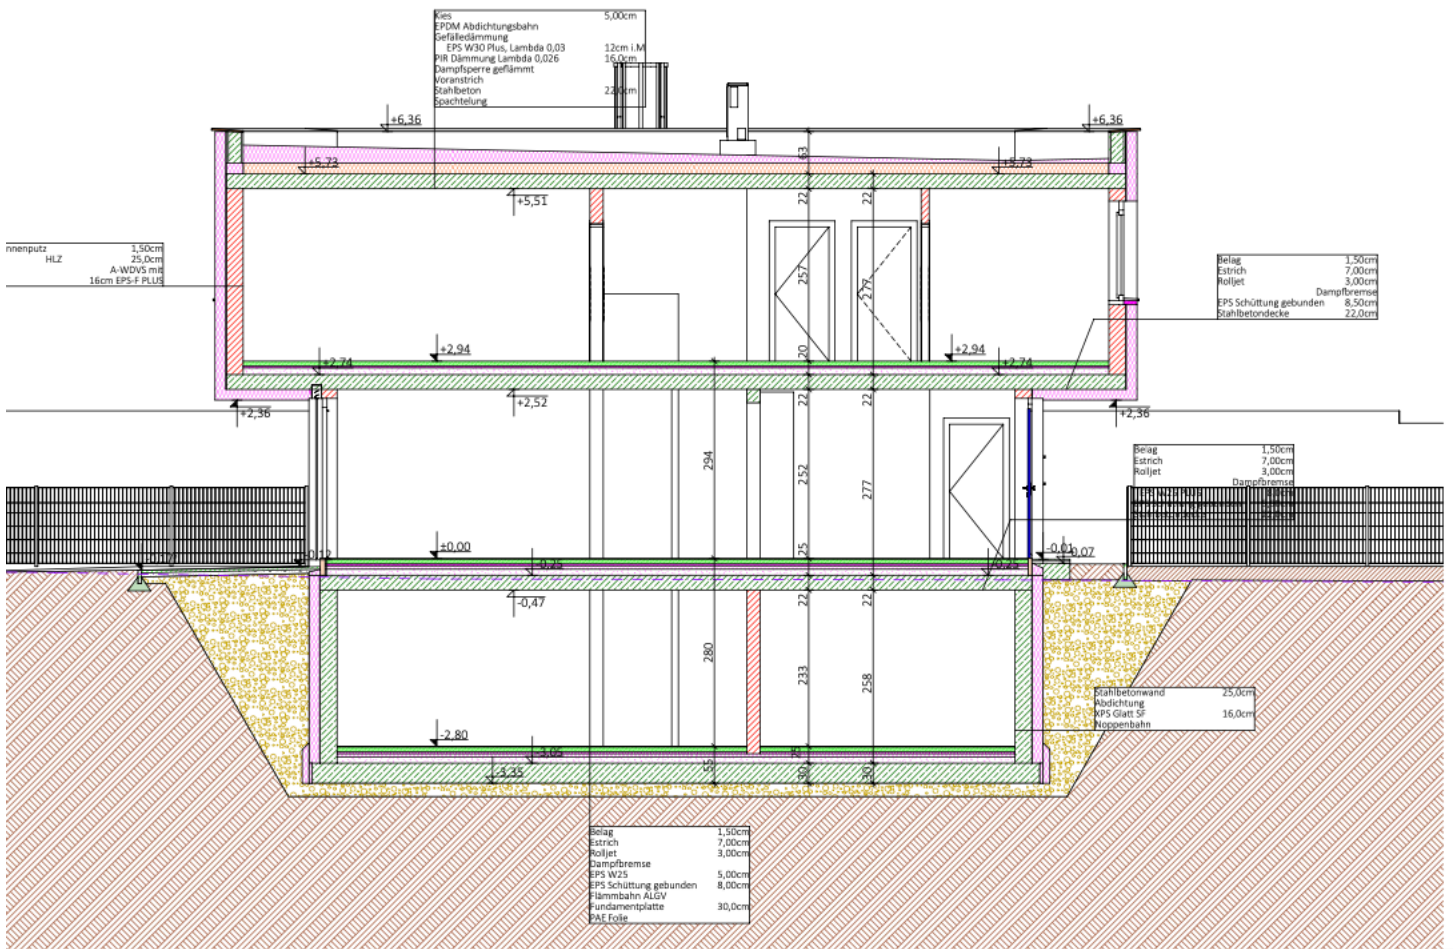 Kies 5,00cm
EPDM Abdichtungsbahn
Gefälledämmung
EPS W30 Plus, Lambda 0,03 12cm i.M
PIR Dämmung Lambda 0,026 16,0cm
Dampfsperre geflämmt
Voranstrich
Stahlbeton 22,0cm
Spachtelung
+6,36
+6,36
63
+5,73
+5,73
22
22
+5,51
nnenputz 1,50cm
HLZ 25,0cm
A-WDVS mit
16cm EPS-F PLUS
Belag 1,50cm
Estrich 7,00cm
Rolljet 3,00cm
Dampfbremse
EPS Schüttung gebunden 8,50cm
Stahlbetondecke 22,0cm
257
277
20
+2,94
+2,94
+2,74
+2,74
22
22
+2,52
+2,36
+2,36
Belag 1,50cm
Estrich 7,00cm
Rolljet 3,00cm
Dampfbremse
294
252
277
25
±0,00
-0,12
-0,01
-0,07
-0,25
-0,25
22
22
-0,47
280
233
258
Stahlbetonwand 25,0cm
Abdichtung
XPS Glatt SF 16,0cm
Noppenbahn
-2,80
-3,05
25
55
30
30
-3,35
Belag 1,50cm
Estrich 7,00cm
Rolljet 3,00cm
Dampfbremse
EPS W25 5,00cm
EPS Schüttung gebunden 8,00cm
Flämmbahn ALGV
Fundamentplatte 30,0cm
PAE Folie